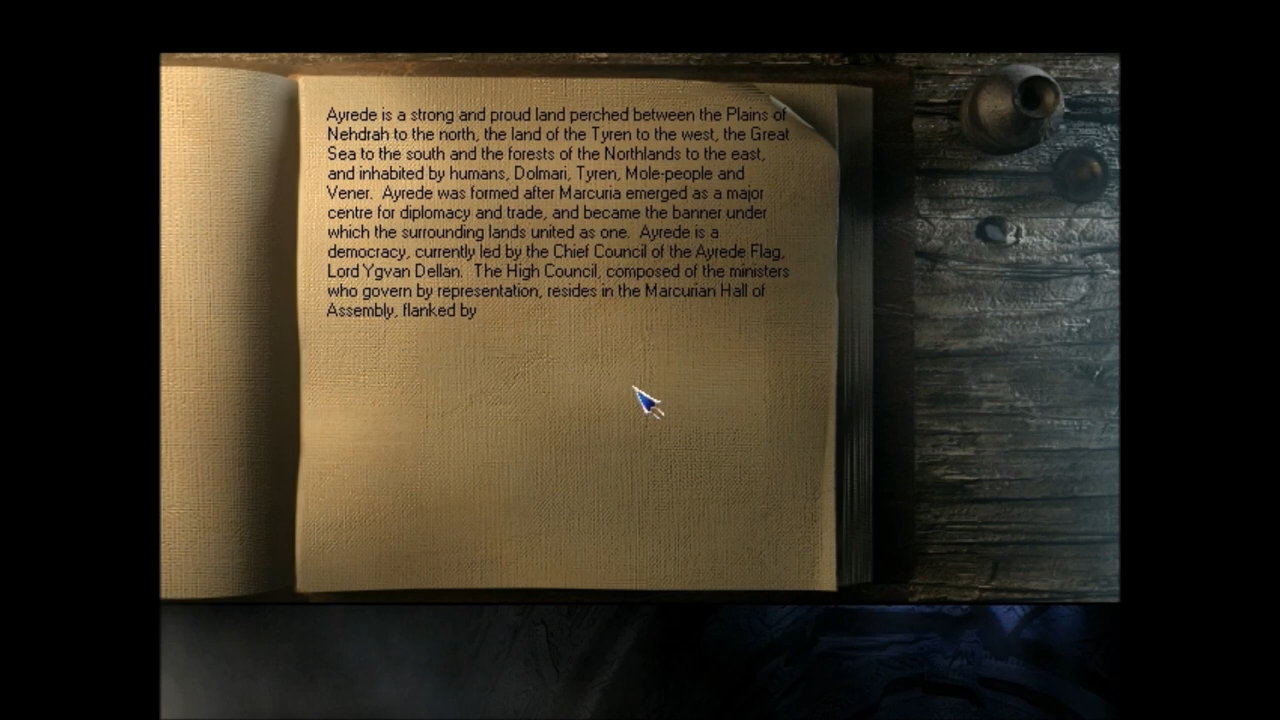 Ayrede is a strong and proud land perched between the Plains of
Nehdrah to the north, the land of the Tyren to the west, the Great
Sea to the south and the forests of the Northlands to the east,
and inhabited by humans, Dolmari, Tyren, Mole-people and
Vener.  Ayrede was formed after Marcuria emerged as a major
centre for diplomacy and trade, and became the banner under
which the surrounding lands united as one.  Ayrede is a
democracy, currently led by the Chief Council of the Ayrede Flag,
Lord Ygvan Dellan.  The High Council, composed of the ministers
who govern by representation, resides in the Marcurian Hall of
Assembly, flanked by